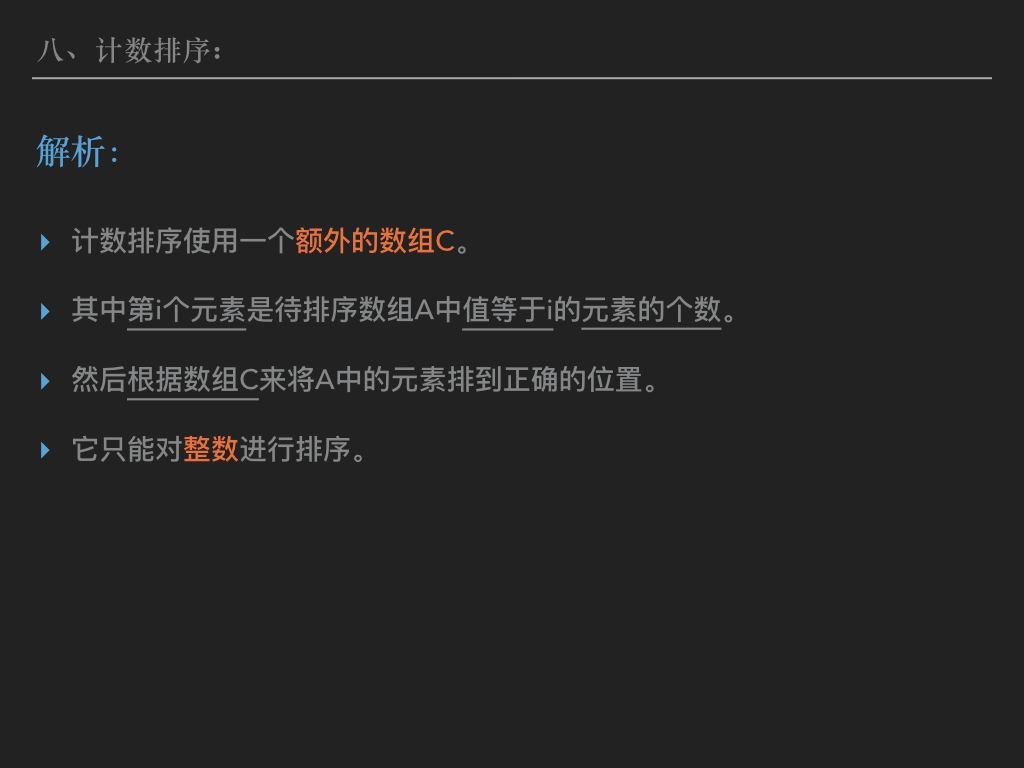 八、计数排序：
解析：
计数排序使用一个额外的数组C。
其中第i个元素是待排序数组A中值等于i的元素的个数。
然后根据数组C来将A中的元素排到正确的位置。
它只能对整数进行排序。